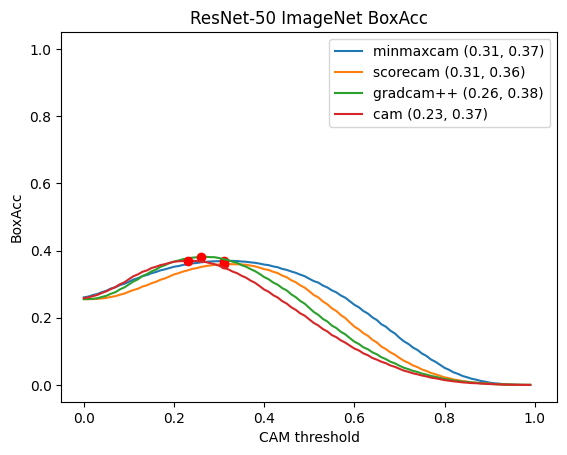 ResNet-50 ImageNet BoxAcc
minmaxcam (0.31, 0.37)
scorecam (0.31, 0.36)
gradcam++ (0.26, 0.38)
cam (0.23, 0.37)
BoxAcc
1.0
0.8
0.6
0.4
0.2
0.0
0.0 0.2 0.4 0.6 0.8 1.0
CAM threshold